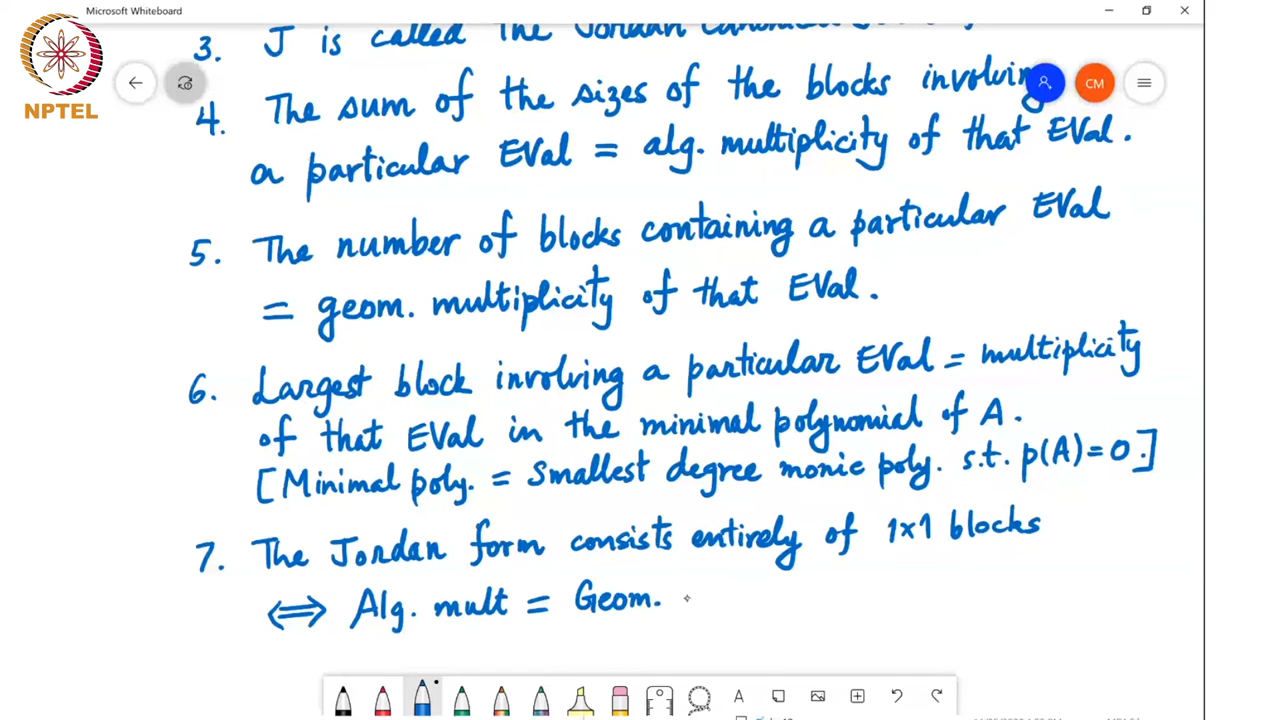 Microsoft Whiteboard
NPTEL
CM
3. J is called the Jordan
4. The sum of the sizes of the blocks involving
a particular EVal = alg. multiplicity of that EVal.
5. The number of blocks containing a particular EVal
= geom. multiplicity of that EVal.
6. Largest block involving a particular EVal = multiplicity
of that EVal in the minimal polynomial of A.
[Minimal poly. = Smallest degree monic poly. s.t. p(A)=0.]
7. The Jordan form consists entirely of 1x1 blocks
⟺ Alg. mult = Geom.